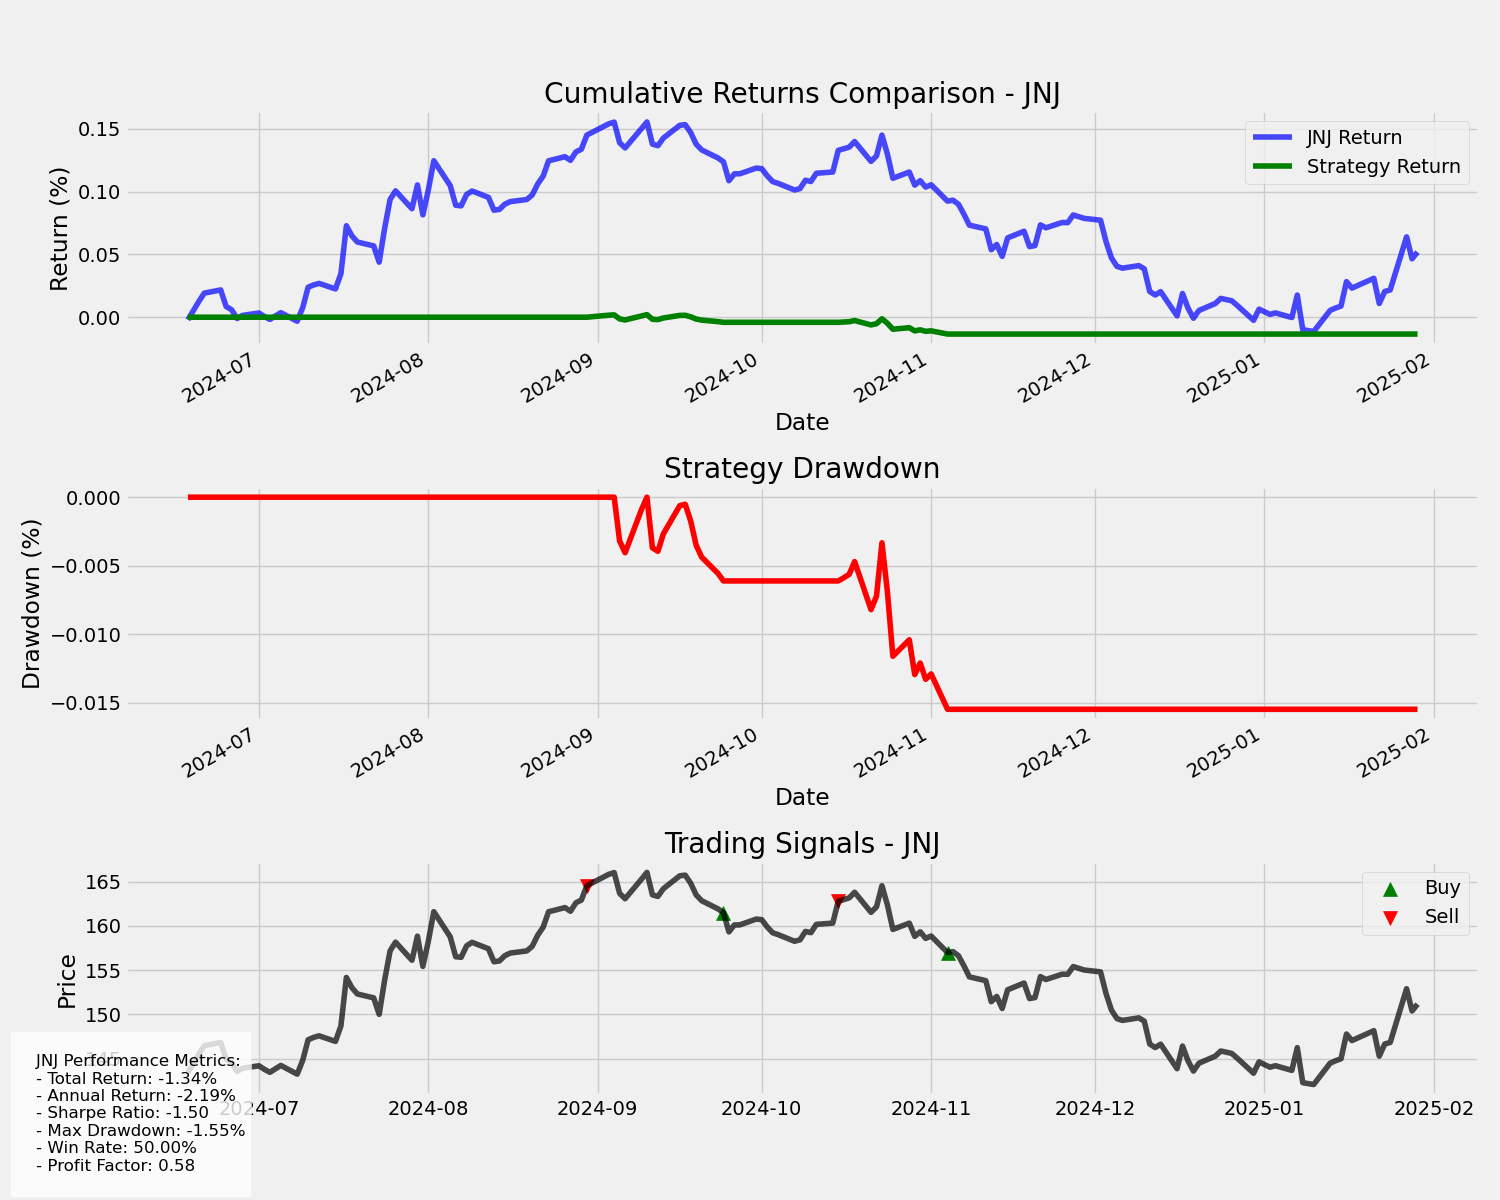 Cumulative Returns Comparison - JNJ
Return (%)
0.15
0.10
0.05
0.00
JNJ Return
Strategy Return
2024-07
2024-08
2024-09
2024-10
2024-11
2024-12
2025-01
2025-02
Date
Strategy Drawdown
Drawdown (%)
0.000
−0.005
−0.010
−0.015
2024-07
2024-08
2024-09
2024-10
2024-11
2024-12
2025-01
2025-02
Date
Trading Signals - JNJ
Price
165
160
155
150
145
Buy
Sell
2024-07
2024-08
2024-09
2024-10
2024-11
2024-12
2025-01
2025-02
JNJ Performance Metrics:
- Total Return: -1.34%
- Annual Return: -2.19%
- Sharpe Ratio: -1.50
- Max Drawdown: -1.55%
- Win Rate: 50.00%
- Profit Factor: 0.58